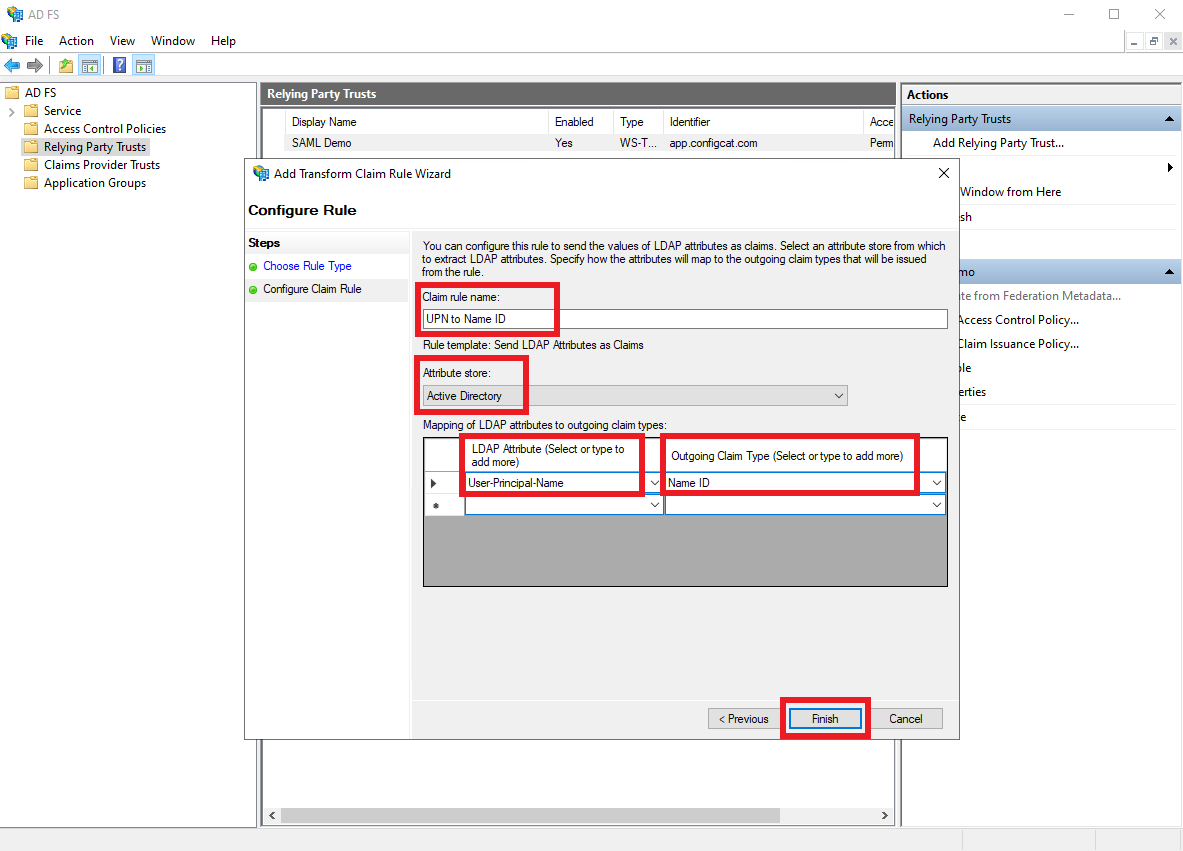 AD FS
File Action View Window Help
AD FS
Service
Access Control Policies
Relying Party Trusts
Claims Provider Trusts
Application Groups
Relying Party Trusts
Display Name Enabled Type Identifier Acce
SAML Demo Yes WS-T... app.configcat.com Perm
Actions
Relying Party Trusts
Add Relying Party Trust...
Window from Here
sh
mo
te from Federation Metadata...
Access Control Policy...
Claim Issuance Policy...
ble
erties
e
Add Transform Claim Rule Wizard
Configure Rule
Steps
Choose Rule Type
Configure Claim Rule
You can configure this rule to send the values of LDAP attributes as claims. Select an attribute store from which
to extract LDAP attributes. Specify how the attributes will map to the outgoing claim types that will be issued
from the rule.
Claim rule name:
UPN to Name ID
Rule template: Send LDAP Attributes as Claims
Attribute store:
Active Directory
Mapping of LDAP attributes to outgoing claim types:
LDAP Attribute (Select or type to
add more)
Outgoing Claim Type (Select or type to add more)
User-Principal-Name Name ID
< Previous Finish Cancel